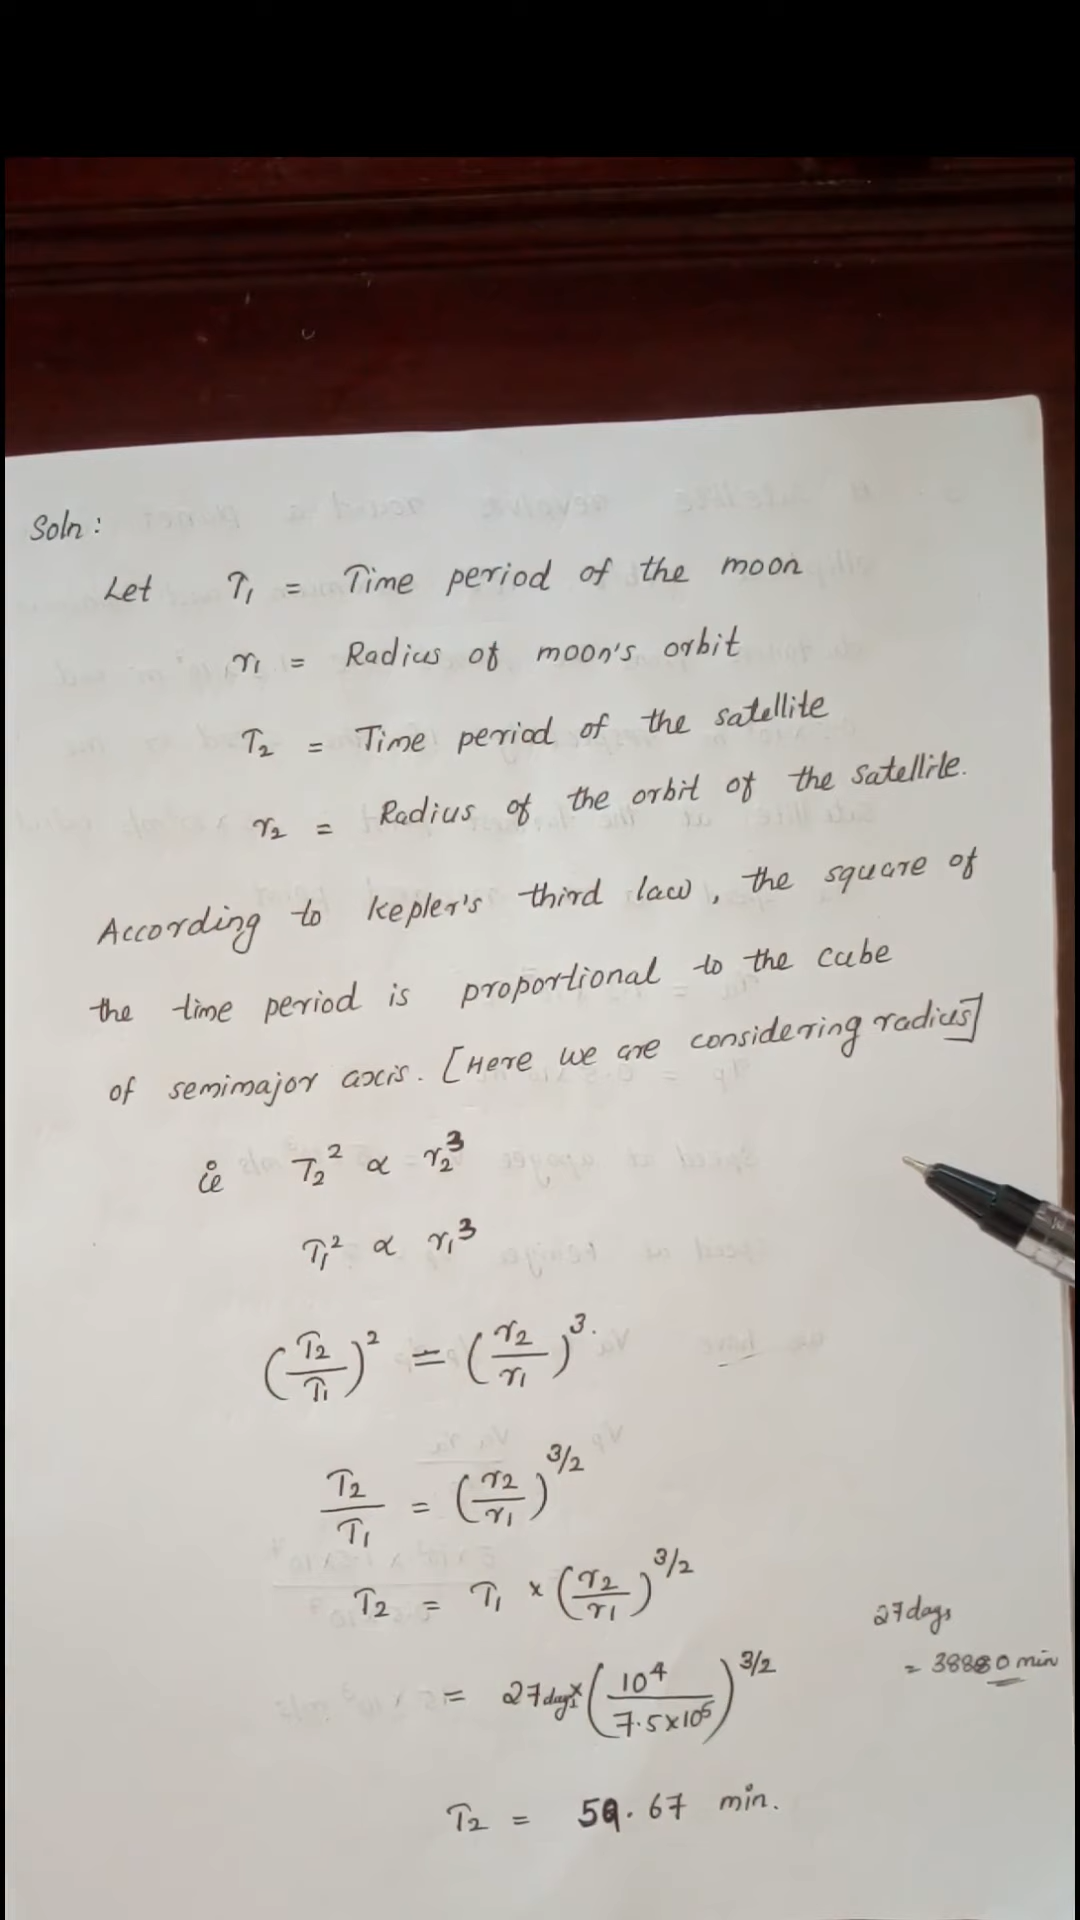 Soln:
Let T₁ = Time period of the moon
r₁ = Radius of moon's orbit
T₂ = Time period of the satellite
r₂ = Radius of the orbit of the satellite.
According to kepler's third law, the square of
the time period is proportional to the cube
of semimajor axis. [Here we are considering radius]
ie T₂² ∝ r₂³
T₁² ∝ r₁³
(T₂/T₁)² = (r₂/r₁)³.
T₂/T₁ = (r₂/r₁)^3/2
T₂ = T₁ × (r₂/r₁)^3/2
27days
= 38880 min
= 27days × (10⁴/7.5×10⁵)^3/2
T₂ = 59.67 min.